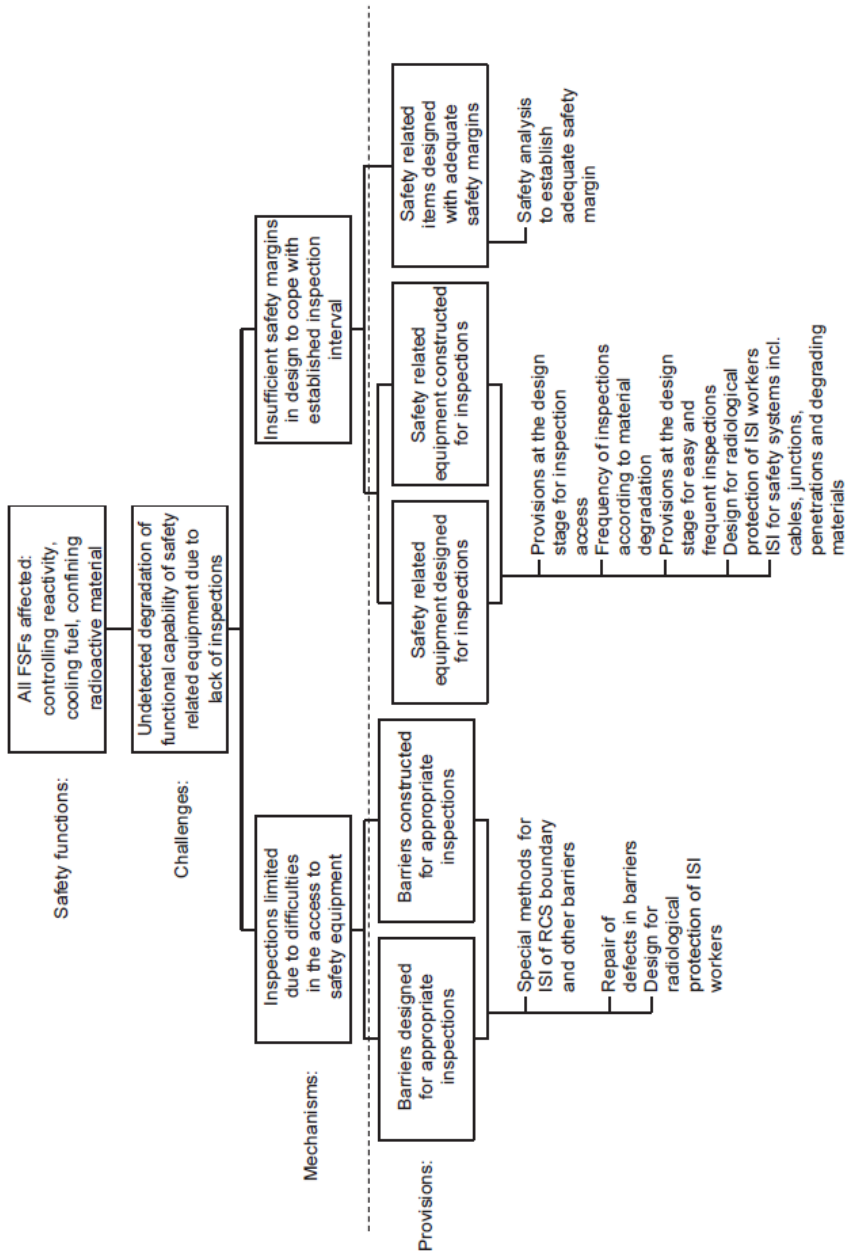 Safety functions:
All FSFs affected:
controlling reactivity,
cooling fuel, confining
radioactive material
Challenges:
Undetected degradation of
functional capability of safety
related equipment due to
lack of inspections
Mechanisms:
Inspections limited
due to difficulties
in the access to
safety equipment
Insufficient safety margins
in design to cope with
established inspection
interval
Provisions:
Barriers designed
for appropriate
inspections
Barriers constructed
for appropriate
inspections
Safety related
equipment designed
for inspections
Safety related
equipment constructed
for inspections
Safety related
items designed
with adequate
safety margins
Special methods for
ISI of RCS boundary
and other barriers
Repair of
defects in barriers
Design for
radiological
protection of ISI
workers
Provisions at the design
stage for inspection
access
Frequency of inspections
according to material
degradation
Provisions at the design
stage for easy and
frequent inspections
Design for radiological
protection of ISI workers
ISI for safety systems incl.
cables, junctions,
penetrations and degrading
materials
Safety analysis
to establish
adequate safety
margin